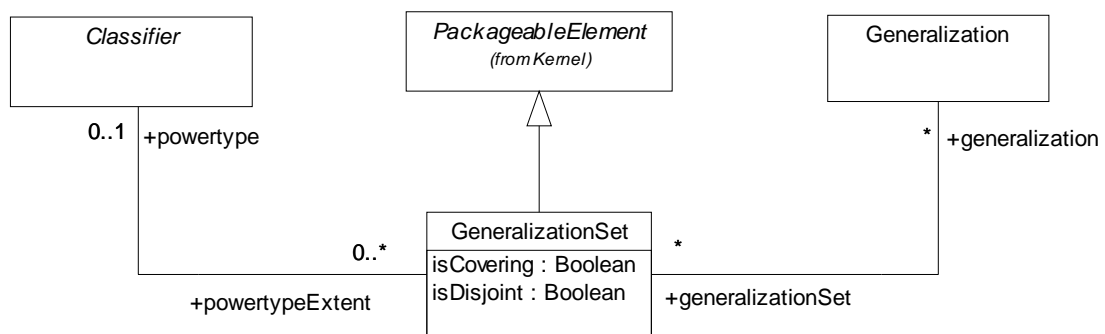 Classifier
PackageableElement
(from Kernel)
Generalization
0..1
+powertype
*
+generalization
GeneralizationSet
isCovering : Boolean
isDisjoint : Boolean
0..*
+powertypeExtent
*
+generalizationSet